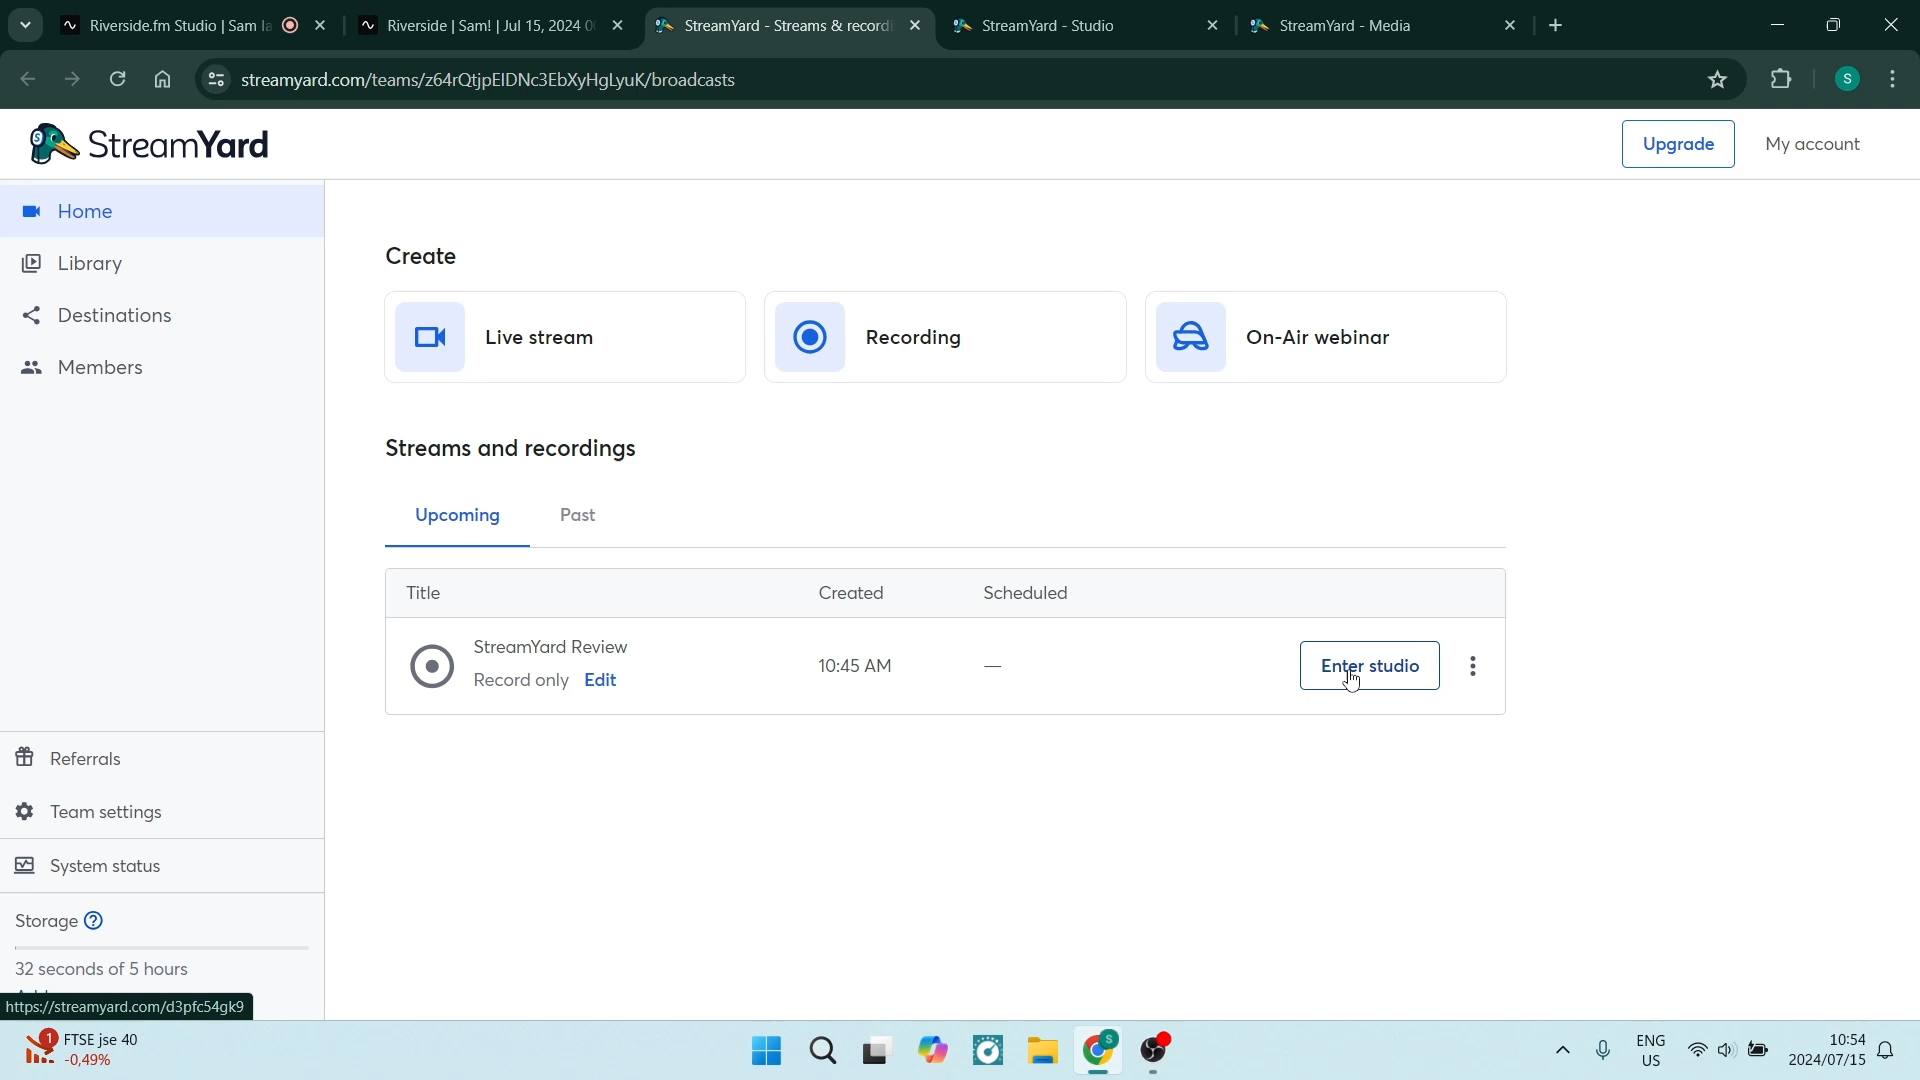 Riverside.fm Studio | Sam la
Riverside | Sam! | Jul 15, 2024 0
StreamYard - Streams & recordi
StreamYard - Studio
StreamYard - Media
streamyard.com/teams/z64rQtjpEIDNc3EbXyHgLyuK/broadcasts
S
StreamYard
Upgrade
My account
Home
Library
Destinations
Members
Create
Live stream
Recording
On-Air webinar
Streams and recordings
Upcoming
Past
Title
Created
Scheduled
StreamYard Review
Record only Edit
10:45 AM
—
Enter studio
Referrals
Team settings
System status
Storage
32 seconds of 5 hours
https://streamyard.com/d3pfc54gk9
1
FTSE jse 40
-0,49%
S
ENG
US
10:54
2024/07/15